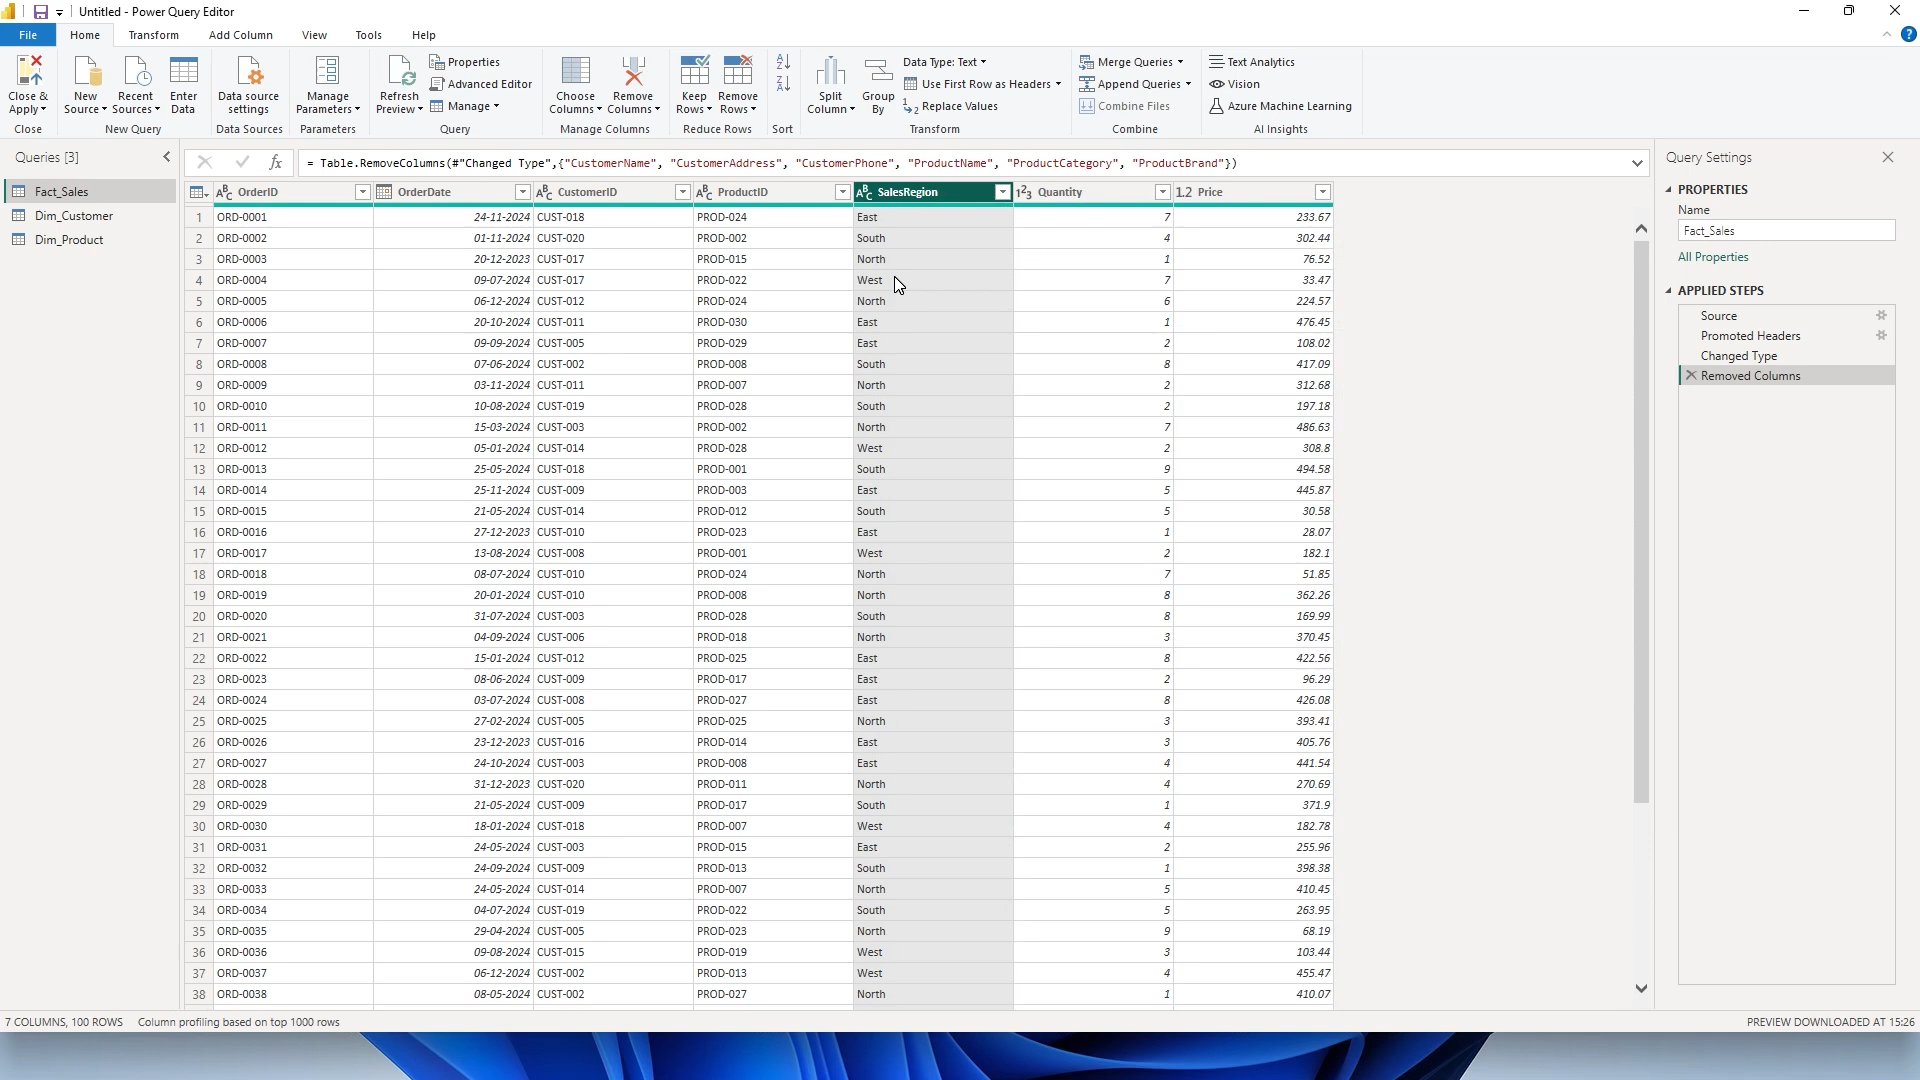 Untitled - Power Query Editor
File Home Transform Add Column View Tools Help
Close & Apply New Source Recent Sources Enter Data Data source settings Manage Parameters Refresh Preview Properties Advanced Editor Manage Choose Columns Remove Columns Keep Rows Remove Rows Split Column Group By Data Type: Text Use First Row as Headers Replace Values Merge Queries Append Queries Combine Files Text Analytics Vision Azure Machine Learning
Close New Query Data Sources Parameters Query Manage Columns Reduce Rows Sort Transform Combine AI Insights
Queries [3]
Fact_Sales
Dim_Customer
Dim_Product
fx = Table.RemoveColumns(#"Changed Type",{"CustomerName", "CustomerAddress", "CustomerPhone", "ProductName", "ProductCategory", "ProductBrand"})
OrderID OrderDate CustomerID ProductID SalesRegion Quantity 1.2 Price
1 ORD-0001 24-11-2024 CUST-018 PROD-024 East 7 233.67
2 ORD-0002 01-11-2024 CUST-020 PROD-002 South 4 302.44
3 ORD-0003 20-12-2023 CUST-017 PROD-015 North 1 76.52
4 ORD-0004 09-07-2024 CUST-017 PROD-022 West 7 33.47
5 ORD-0005 06-12-2024 CUST-012 PROD-024 North 6 224.57
6 ORD-0006 20-10-2024 CUST-011 PROD-030 East 1 476.45
7 ORD-0007 09-09-2024 CUST-005 PROD-029 East 2 108.02
8 ORD-0008 07-06-2024 CUST-002 PROD-008 South 8 417.09
9 ORD-0009 03-11-2024 CUST-011 PROD-007 North 2 312.68
10 ORD-0010 10-08-2024 CUST-019 PROD-028 South 2 197.18
11 ORD-0011 15-03-2024 CUST-003 PROD-002 North 7 486.63
12 ORD-0012 05-01-2024 CUST-014 PROD-028 West 2 308.8
13 ORD-0013 25-05-2024 CUST-018 PROD-001 South 9 494.58
14 ORD-0014 25-11-2024 CUST-009 PROD-003 East 5 445.87
15 ORD-0015 21-05-2024 CUST-014 PROD-012 South 5 30.58
16 ORD-0016 27-12-2023 CUST-010 PROD-023 East 1 28.07
17 ORD-0017 13-08-2024 CUST-008 PROD-001 West 2 182.1
18 ORD-0018 08-07-2024 CUST-010 PROD-024 North 7 51.85
19 ORD-0019 20-01-2024 CUST-010 PROD-008 North 8 362.26
20 ORD-0020 31-07-2024 CUST-003 PROD-028 South 8 169.99
21 ORD-0021 04-09-2024 CUST-006 PROD-018 North 3 370.45
22 ORD-0022 15-01-2024 CUST-012 PROD-025 East 8 422.56
23 ORD-0023 08-06-2024 CUST-009 PROD-017 East 2 96.29
24 ORD-0024 03-07-2024 CUST-008 PROD-027 East 8 426.08
25 ORD-0025 27-02-2024 CUST-005 PROD-025 North 3 393.41
26 ORD-0026 23-12-2023 CUST-016 PROD-014 East 3 405.76
27 ORD-0027 24-10-2024 CUST-003 PROD-008 East 4 441.54
28 ORD-0028 31-12-2023 CUST-020 PROD-011 North 4 270.69
29 ORD-0029 21-05-2024 CUST-009 PROD-017 South 1 371.9
30 ORD-0030 18-01-2024 CUST-018 PROD-007 West 4 182.78
31 ORD-0031 24-05-2024 CUST-003 PROD-015 East 2 255.96
32 ORD-0032 24-09-2024 CUST-009 PROD-013 South 1 398.38
33 ORD-0033 24-05-2024 CUST-014 PROD-007 North 5 410.45
34 ORD-0034 04-07-2024 CUST-019 PROD-022 South 5 263.95
35 ORD-0035 29-04-2024 CUST-005 PROD-023 North 9 68.19
36 ORD-0036 09-08-2024 CUST-015 PROD-019 West 3 103.44
37 ORD-0037 06-12-2024 CUST-002 PROD-013 West 4 455.47
38 ORD-0038 08-05-2024 CUST-002 PROD-027 North 1 410.07
Query Settings
PROPERTIES
Name
Fact_Sales
All Properties
APPLIED STEPS
Source
Promoted Headers
Changed Type
Removed Columns
7 COLUMNS, 100 ROWS Column profiling based on top 1000 rows PREVIEW DOWNLOADED AT 15:26